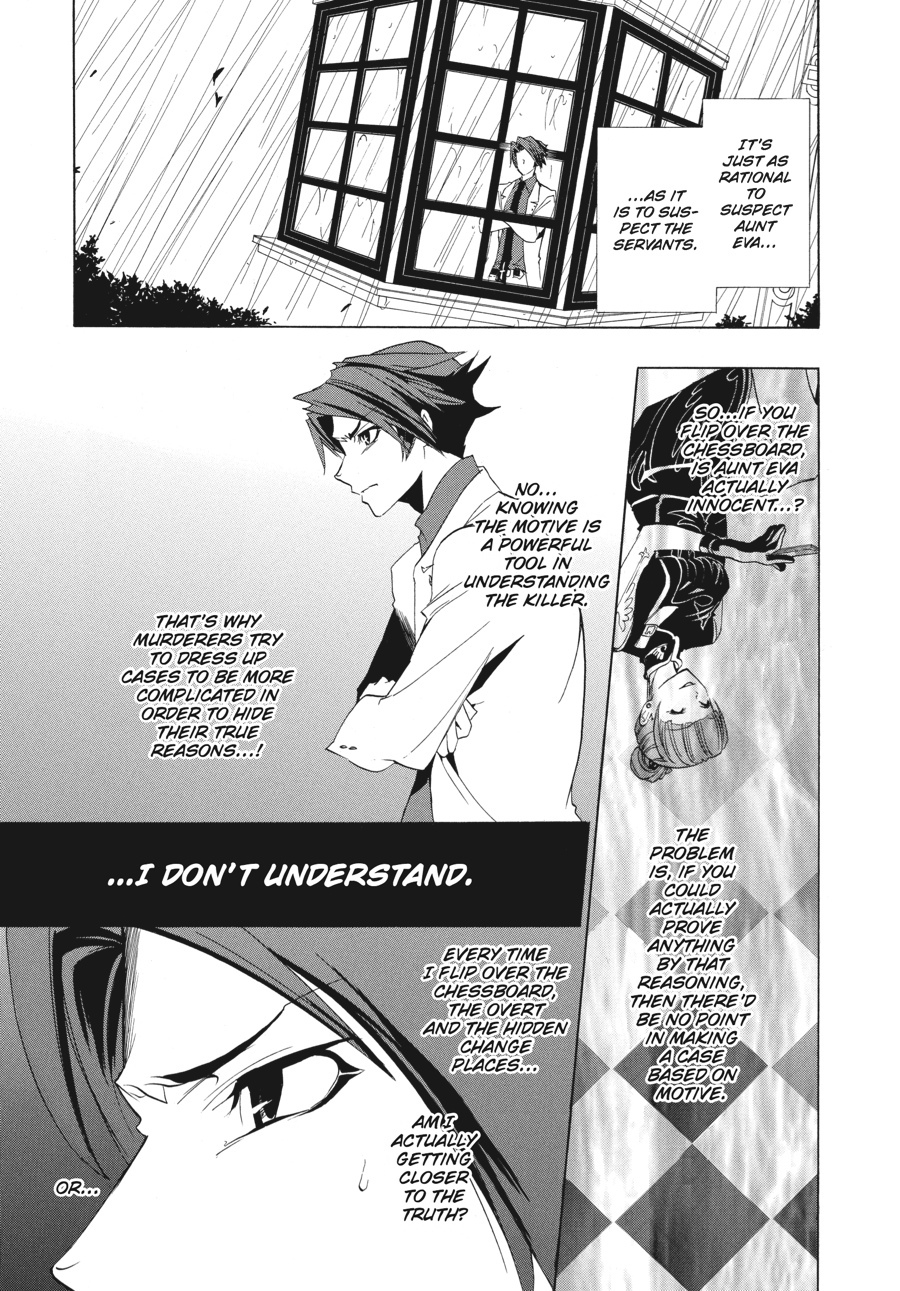 IT'S
JUST AS
RATIONAL
TO
SUSPECT
AUNT
EVA...
...AS IT
IS TO SUS-
PECT THE
SERVANTS.
SO...IF YOU
FLIP OVER THE
CHESSBOARD,
IS AUNT EVA
ACTUALLY
INNOCENT...?
THE
PROBLEM
IS, IF YOU
COULD
ACTUALLY
PROVE
ANYTHING
BY THAT
REASONING,
THEN THERE'D
BE NO POINT
IN MAKING
A CASE
BASED ON
MOTIVE.
NO...
KNOWING
THE MOTIVE IS
A POWERFUL
TOOL IN
UNDERSTANDING
THE KILLER.
THAT'S WHY
MURDERERS TRY
TO DRESS UP
CASES TO BE MORE
COMPLICATED IN
ORDER TO HIDE
THEIR TRUE
REASONS...!
...I DON'T UNDERSTAND.
EVERY TIME
I FLIP OVER THE
CHESSBOARD,
THE OVERT
AND THE HIDDEN
CHANGE
PLACES...
AM I
ACTUALLY
GETTING
CLOSER
TO THE
TRUTH?
OR...